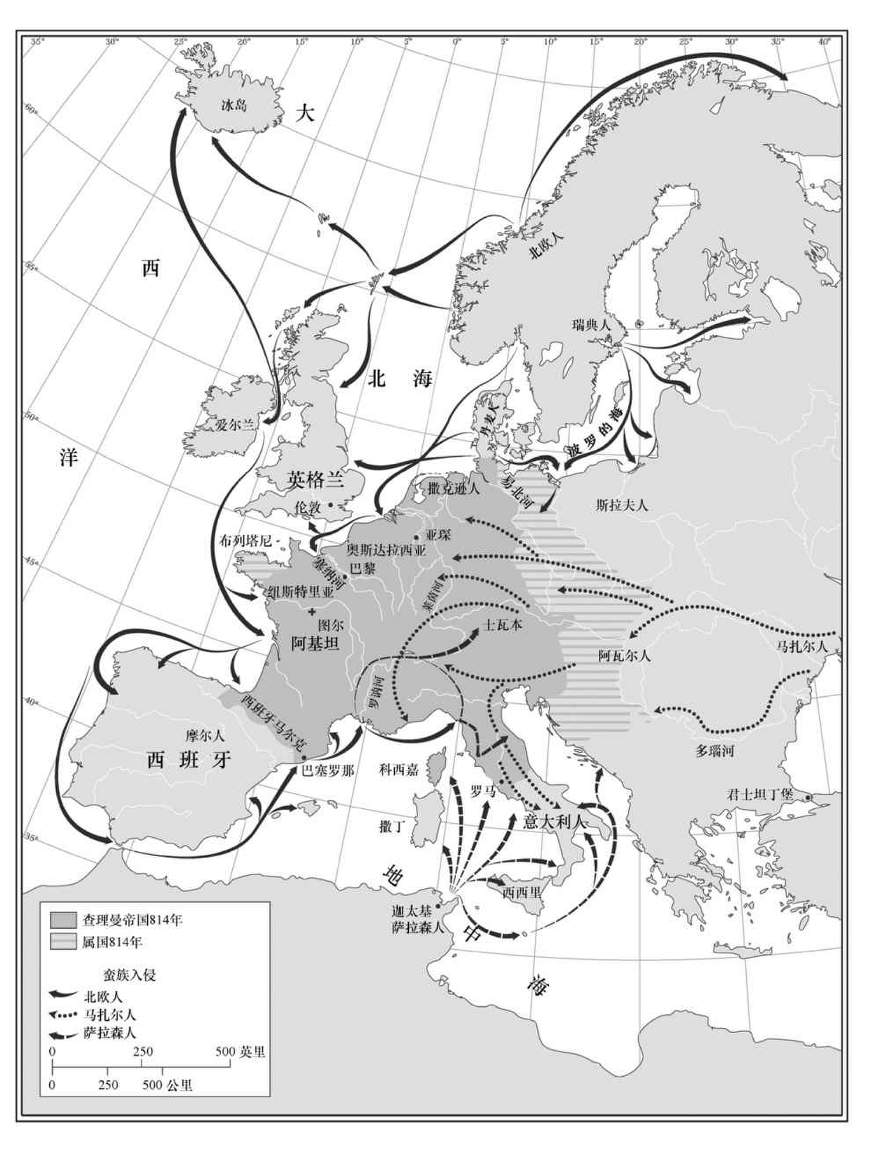 35° 30° 25° 20° 15° 10° 5° 0° 5° 10° 15° 20° 25° 30° 35° 40°
冰岛
大
60°
北欧人
55°
西
瑞典人
北 海
丹麦人
50°
爱尔兰
波罗的海
洋
英格兰
撒克逊人
易北河
伦敦
斯拉夫人
布列塔尼
亚琛
奥斯达拉西亚
45°
塞纳河
巴黎
纽斯特里亚
莱茵河
图尔
士瓦本
阿基坦
阿瓦尔人
马扎尔人
罗讷河
40°
西班牙马尔克
摩尔人
多瑙河
西班牙
巴塞罗那
科西嘉
罗马
君士坦丁堡
撒丁
意大利人
35°
地
西西里
迦太基
萨拉森人
中
海
查理曼帝国814年
属国814年
蛮族入侵
北欧人
马扎尔人
萨拉森人
0 250 500 英里
0 250 500 公里